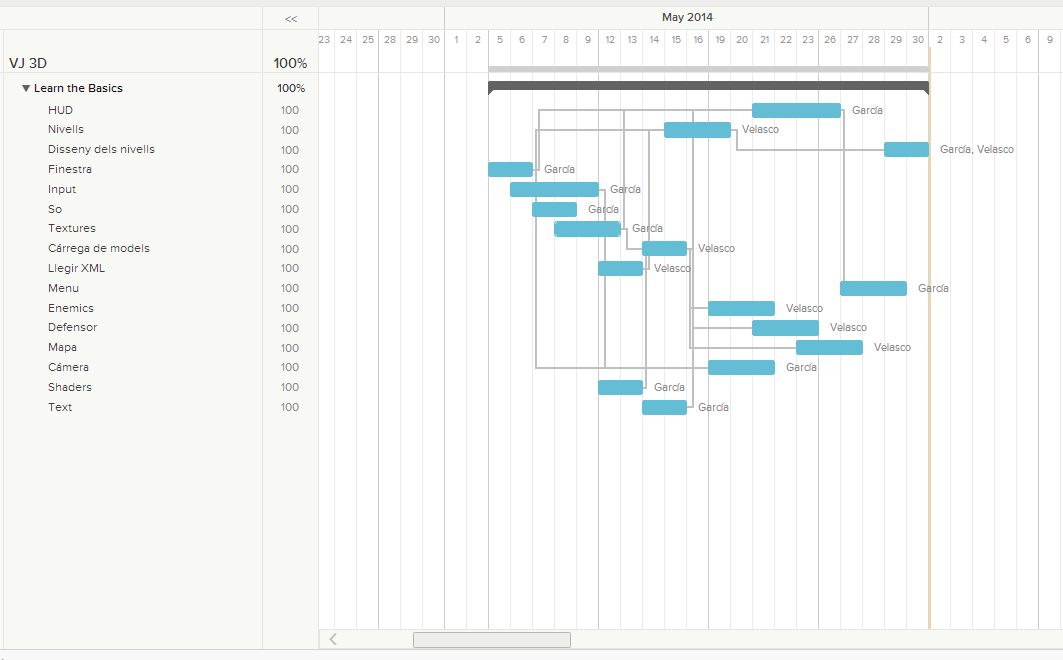 << May 2014
23 24 25 28 29 30 1 2 5 6 7 8 9 12 13 14 15 16 19 20 21 22 23 26 27 28 29 30 2 3 4 5 6 9
VJ 3D 100%
Learn the Basics 100%
HUD 100 García
Nivells 100 Velasco
Disseny dels nivells 100 García, Velasco
Finestra 100 García
Input 100 García
So 100 García
Textures 100 García
Cárrega de models 100 Velasco
Llegir XML 100 Velasco
Menu 100 García
Enemics 100 Velasco
Defensor 100 Velasco
Mapa 100 Velasco
Cámera 100 García
Shaders 100 García
Text 100 García